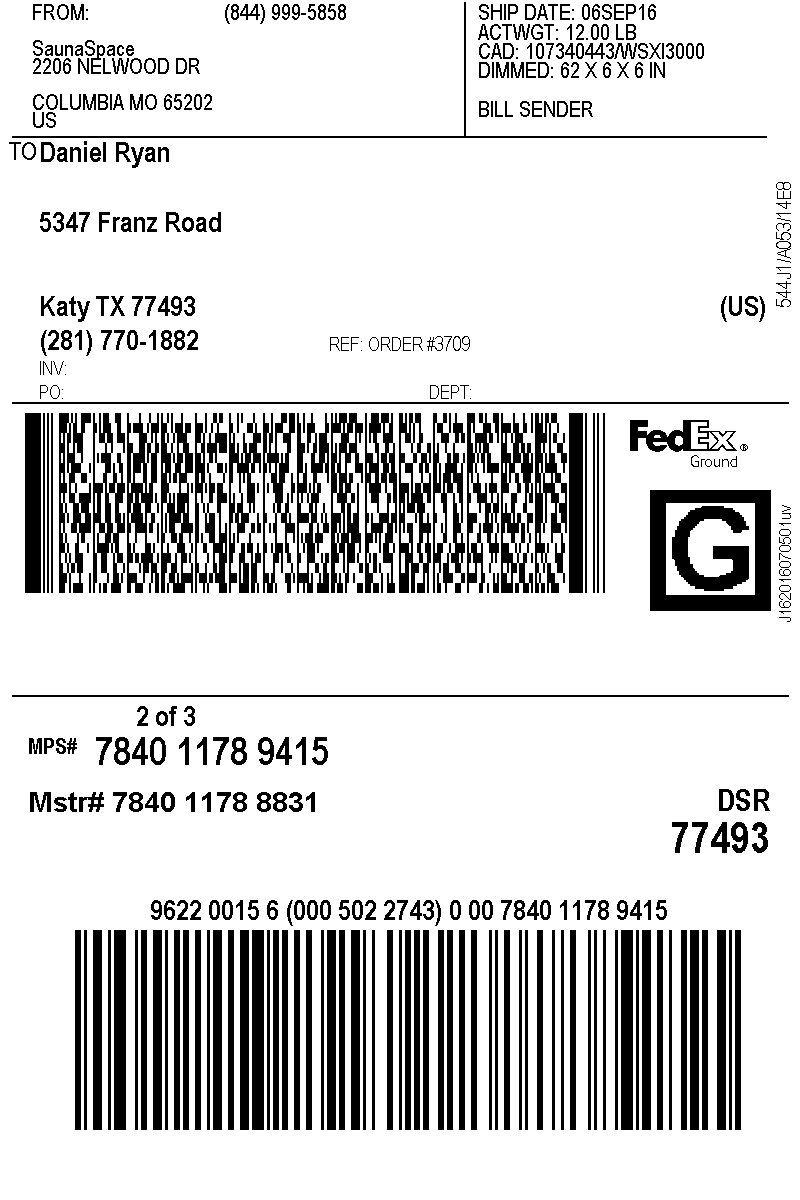 FROM: (844) 999-5858
SaunaSpace
2206 NELWOOD DR
COLUMBIA MO 65202
US
SHIP DATE: 06SEP16
ACTWGT: 12.00 LB
CAD: 107340443/WSXI3000
DIMMED: 62 X 6 X 6 IN
BILL SENDER
TO Daniel Ryan
5347 Franz Road
Katy TX 77493 (US)
(281) 770-1882 REF: ORDER #3709
INV:
PO: DEPT:
544J1/A053/14E8
FedEx®
Ground
G
J162016070501uv
2 of 3
MPS# 7840 1178 9415
Mstr# 7840 1178 8831
DSR
77493
9622 0015 6 (000 502 2743) 0 00 7840 1178 9415